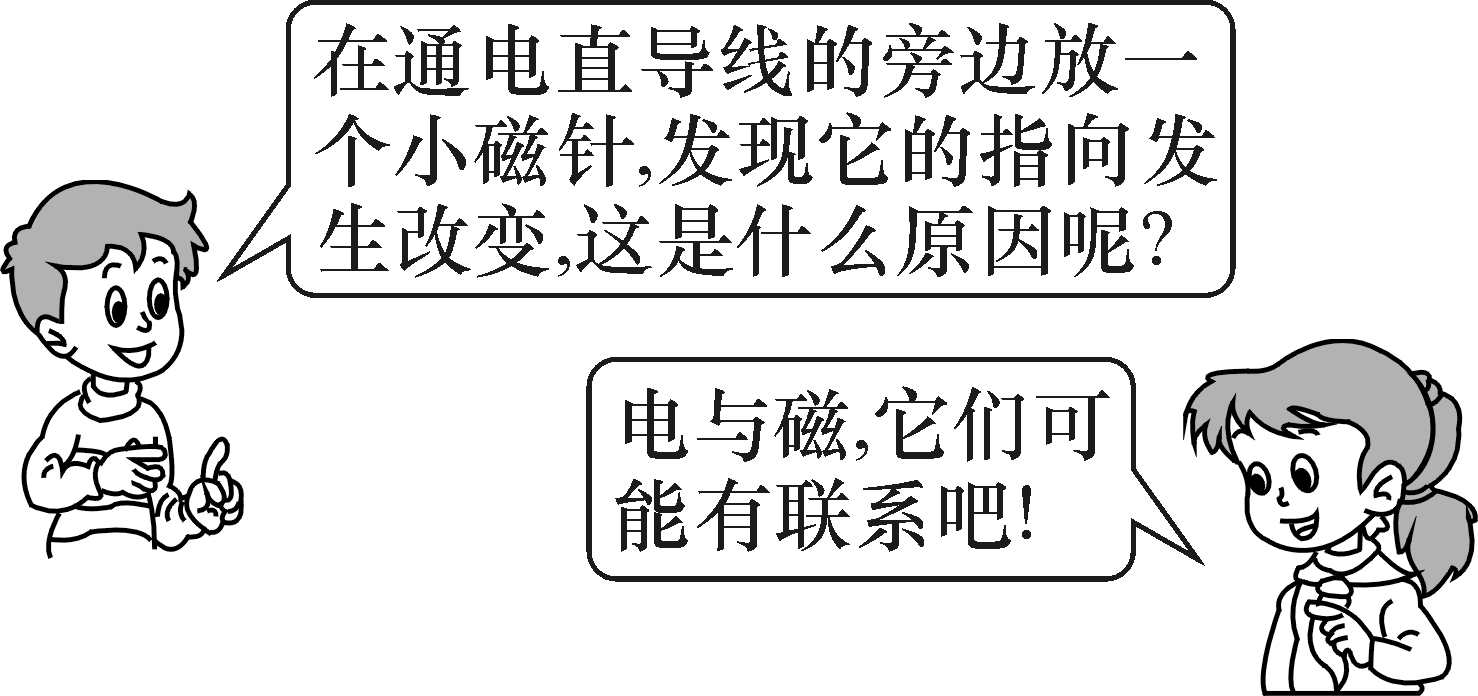 在通电直导线的旁边放一
个小磁针,发现它的指向发
生改变,这是什么原因呢?
电与磁,它们可
能有联系吧!